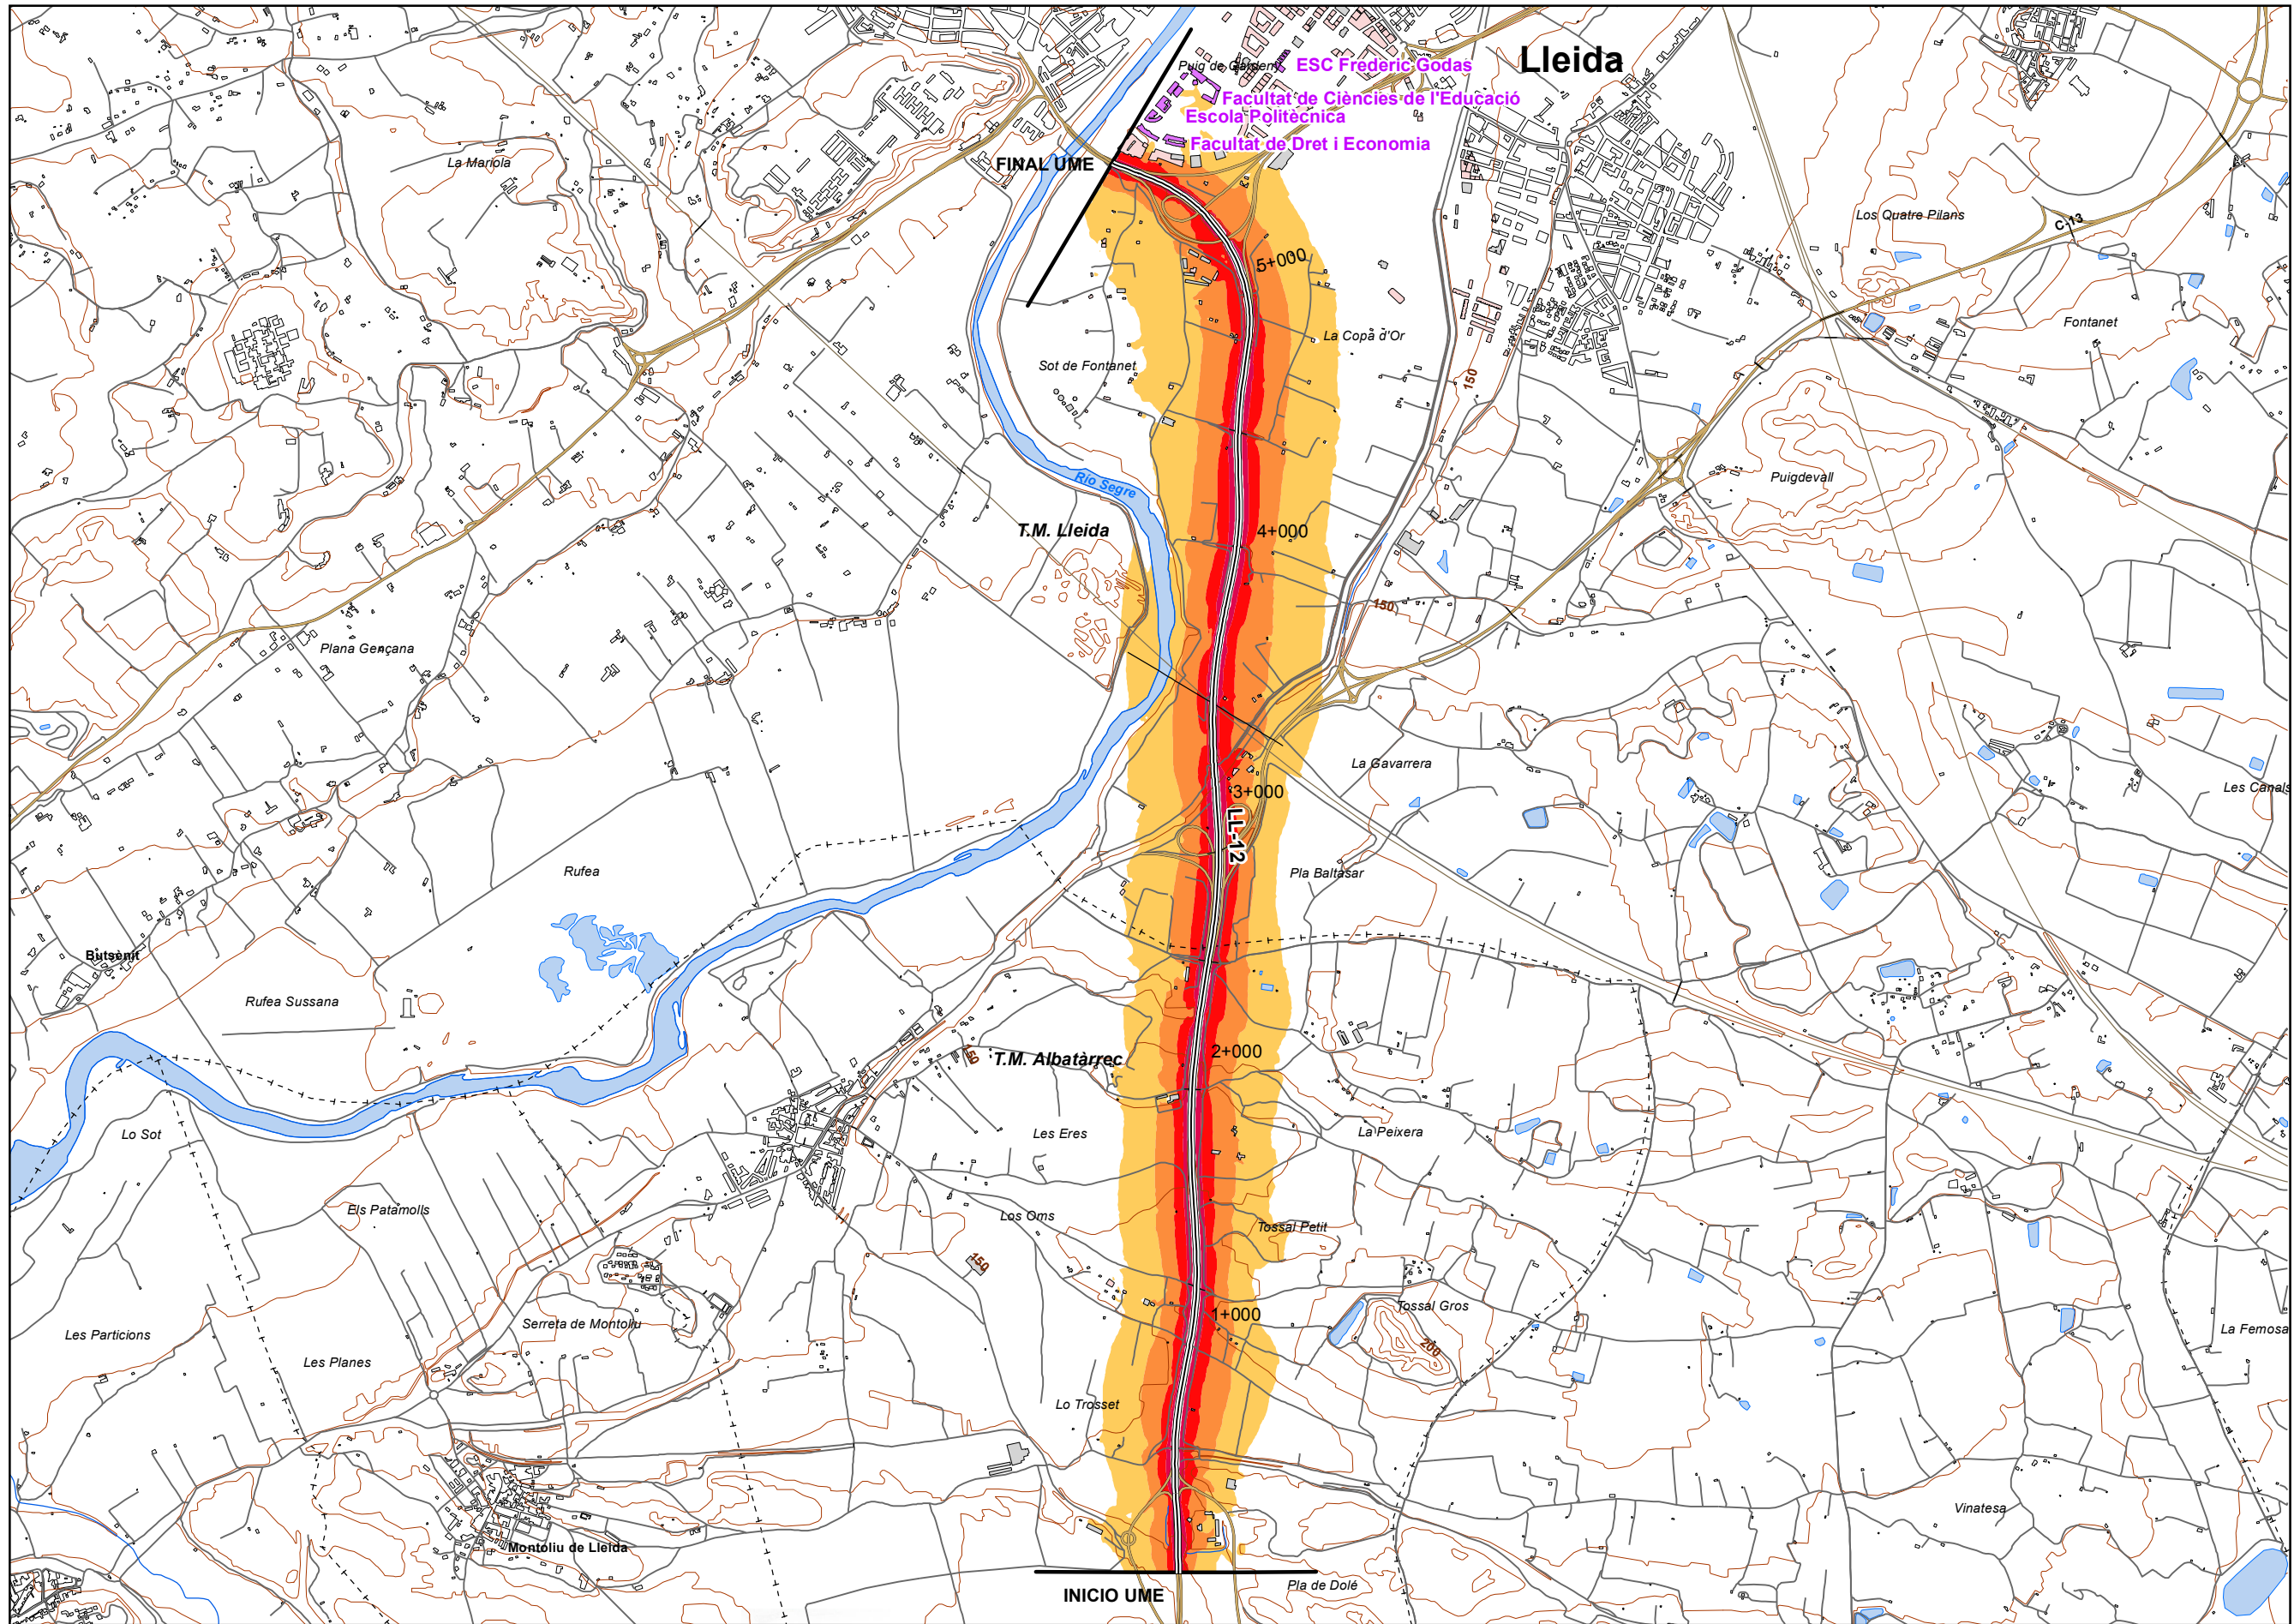 Lleida
Puig de Gardeny
ESC Frederic Godas
Facultat de Ciències de l'Educació
Escola Politècnica
Facultat de Dret i Economia
FINAL UME
La Mariola
Los Quatre Pilans
C-13
5+000
La Copa d'Or
Fontanet
Sot de Fontanet
150
Puigdevall
Río Segre
T.M. Lleida
4+000
150
Plana Gençana
La Gavarrera
3+000
Les Canals
LL-12
Rufea
Pla Baltasar
Butsènit
Rufea Sussana
2+000
T.M. Albatàrrec
150
Lo Sot
Les Eres
La Peixera
Els Patamolls
Los Oms
Tossal Petit
150
1+000
Tossal Gros
Serreta de Montoliu
Les Particions
La Femosa
200
Les Planes
Lo Trosset
Vinatesa
Montoliu de Lleida
Pla de Dolé
INICIO UME